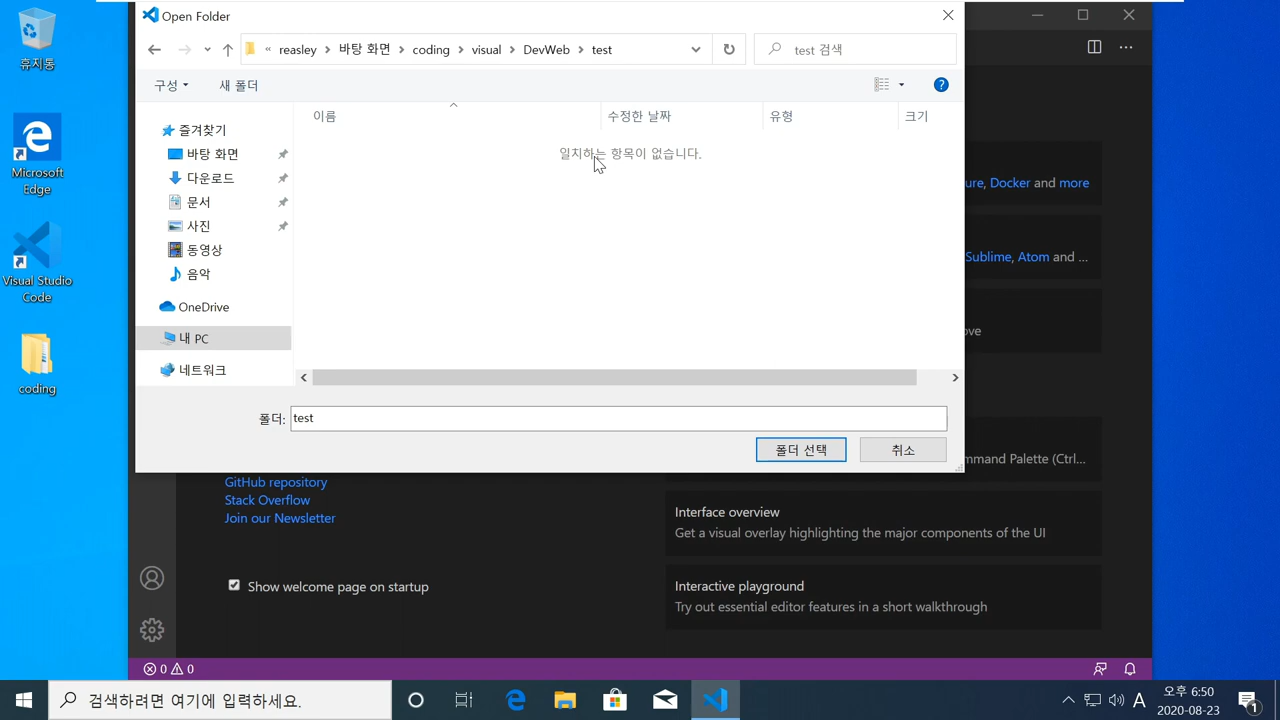 Open Folder
« reasley > 바탕 화면 > coding > visual > DevWeb > test
test 검색
구성
새 폴더
이름
수정한 날짜
유형
크기
일치하는 항목이 없습니다.
즐겨찾기
바탕 화면
다운로드
문서
사진
동영상
음악
OneDrive
내 PC
네트워크
폴더: test
폴더 선택
취소
휴지통
Microsoft
Edge
Visual Studio
Code
coding
ure, Docker and more
Sublime, Atom and ...
ove
mmand Palette (Ctrl...
GitHub repository
Stack Overflow
Join our Newsletter
Interface overview
Get a visual overlay highlighting the major components of the UI
Show welcome page on startup
Interactive playground
Try out essential editor features in a short walkthrough
0 0
검색하려면 여기에 입력하세요.
A
오후 6:50
2020-08-23
1